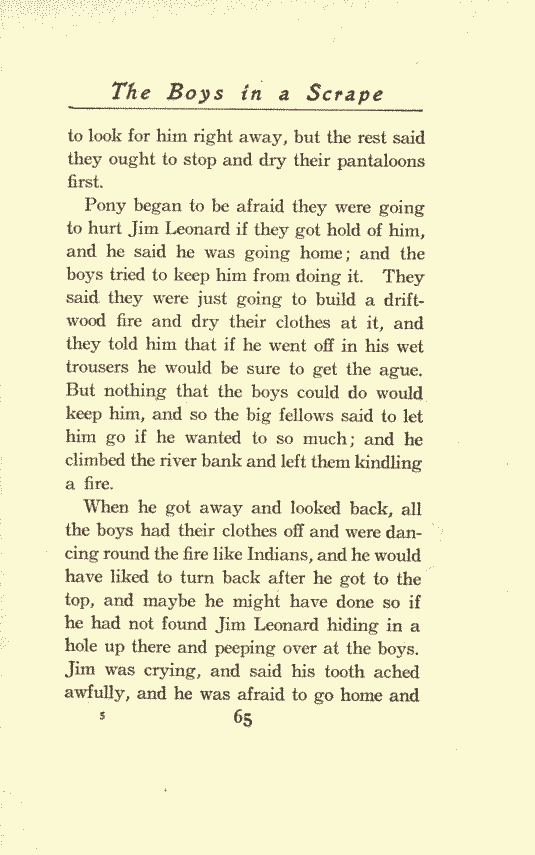 The Boys in a Scrape
to look for him right away, but the rest said
they ought to stop and dry their pantaloons
first.
Pony began to be afraid they were going
to hurt Jim Leonard if they got hold of him,
and he said he was going home; and the
boys tried to keep him from doing it. They
said they were just going to build a drift-
wood fire and dry their clothes at it, and
they told him that if he went off in his wet
trousers he would be sure to get the ague.
But nothing that the boys could do would
keep him, and so the big fellows said to let
him go if he wanted to so much; and he
climbed the river bank and left them kindling
a fire.
When he got away and looked back, all
the boys had their clothes off and were dan-
cing round the fire like Indians, and he would
have liked to turn back after he got to the
top, and maybe he might have done so if
he had not found Jim Leonard hiding in a
hole up there and peeping over at the boys.
Jim was crying, and said his tooth ached
awfully, and he was afraid to go home and
5 65